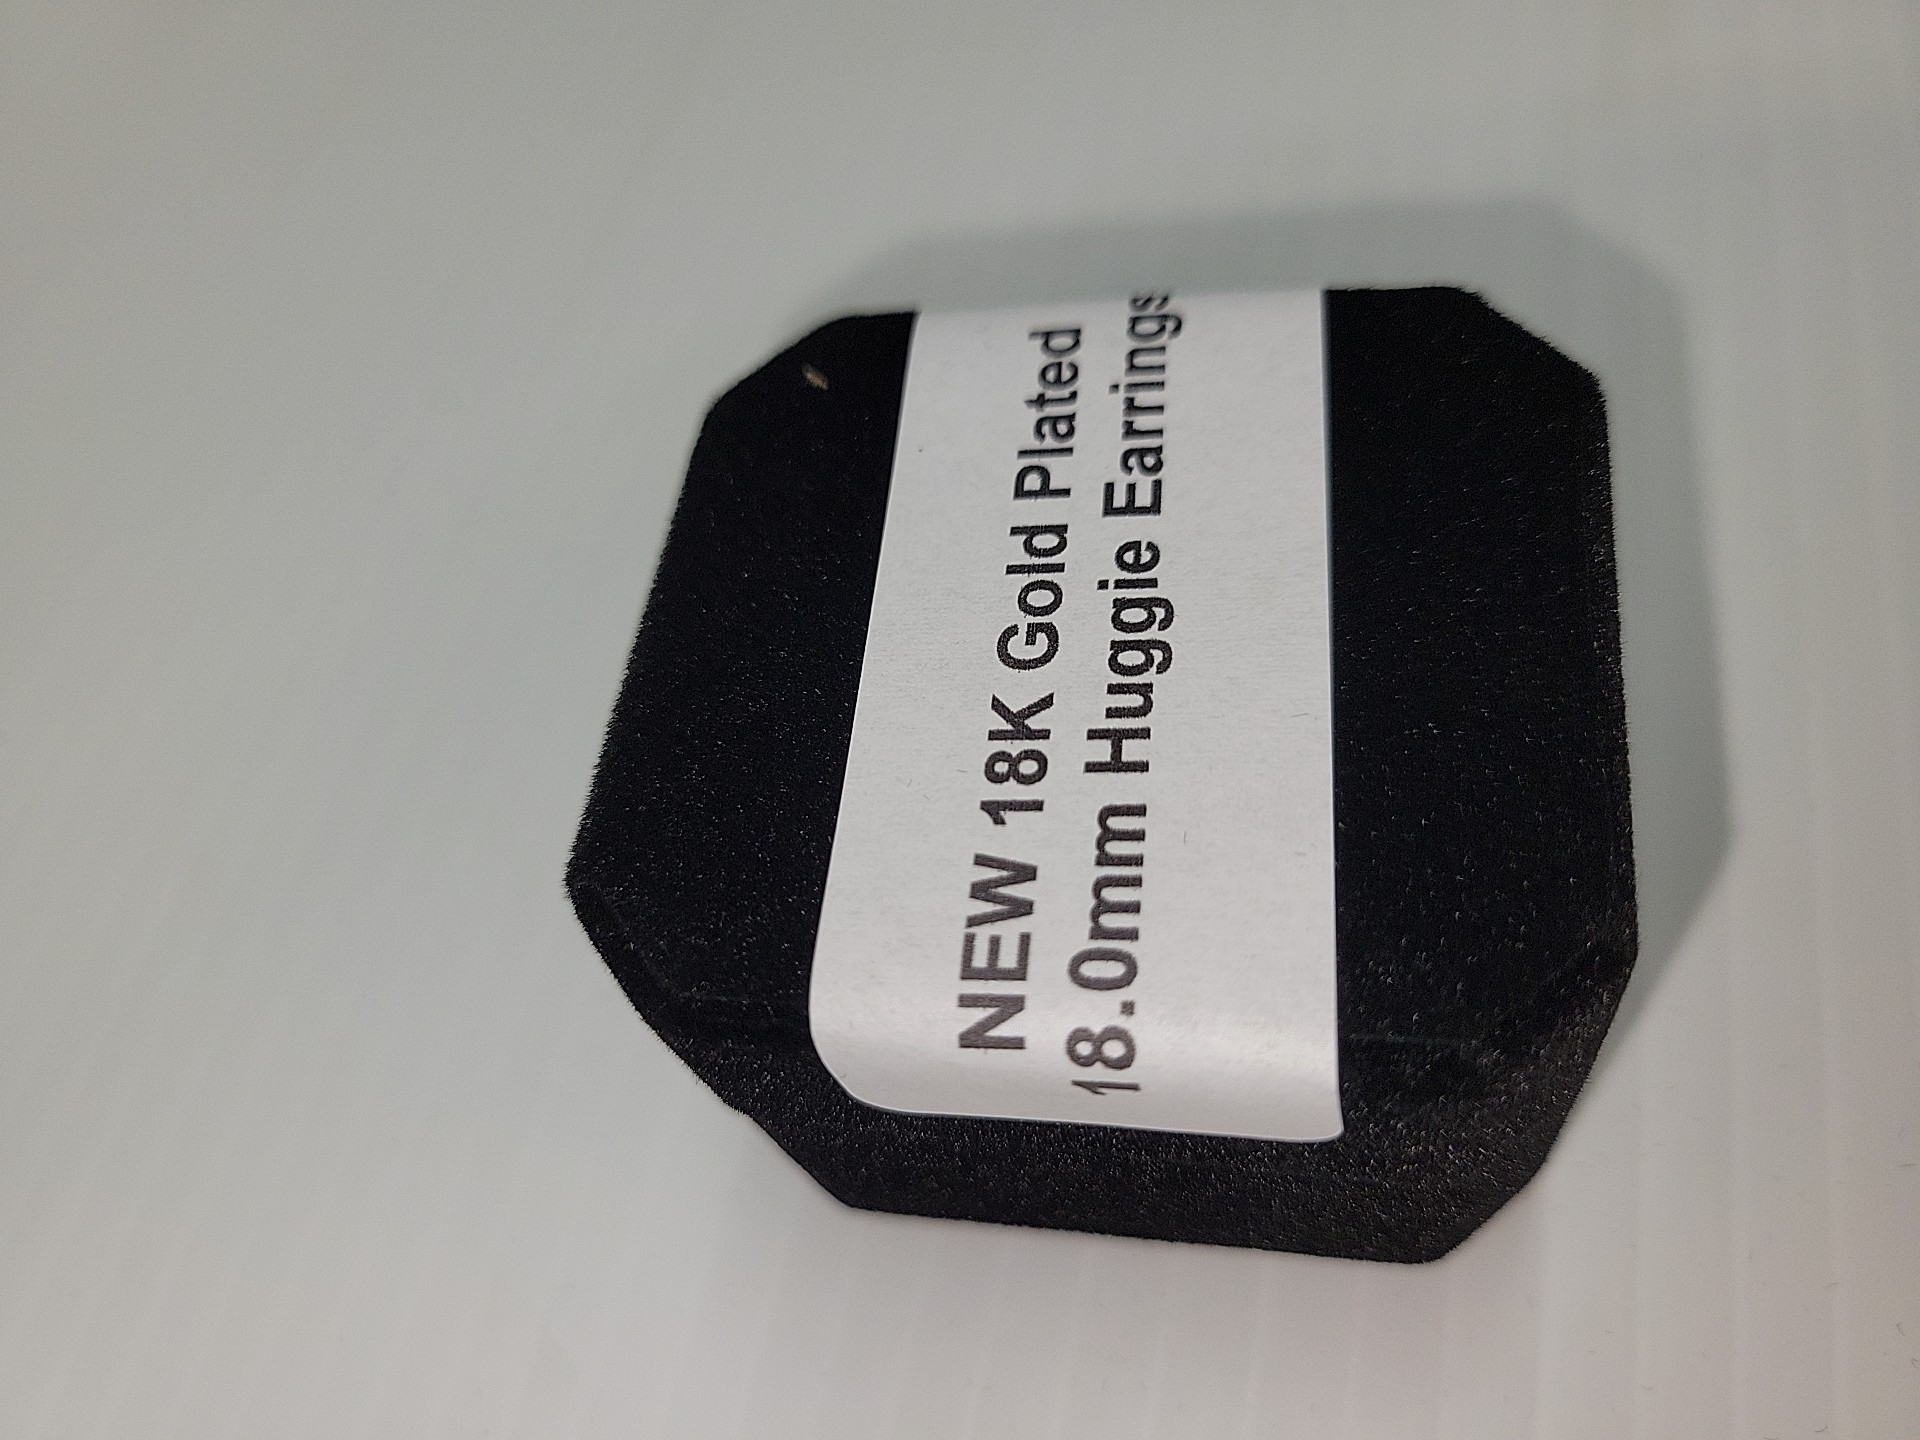 NEW 18K Gold Plated
18.0mm Huggie Earrings